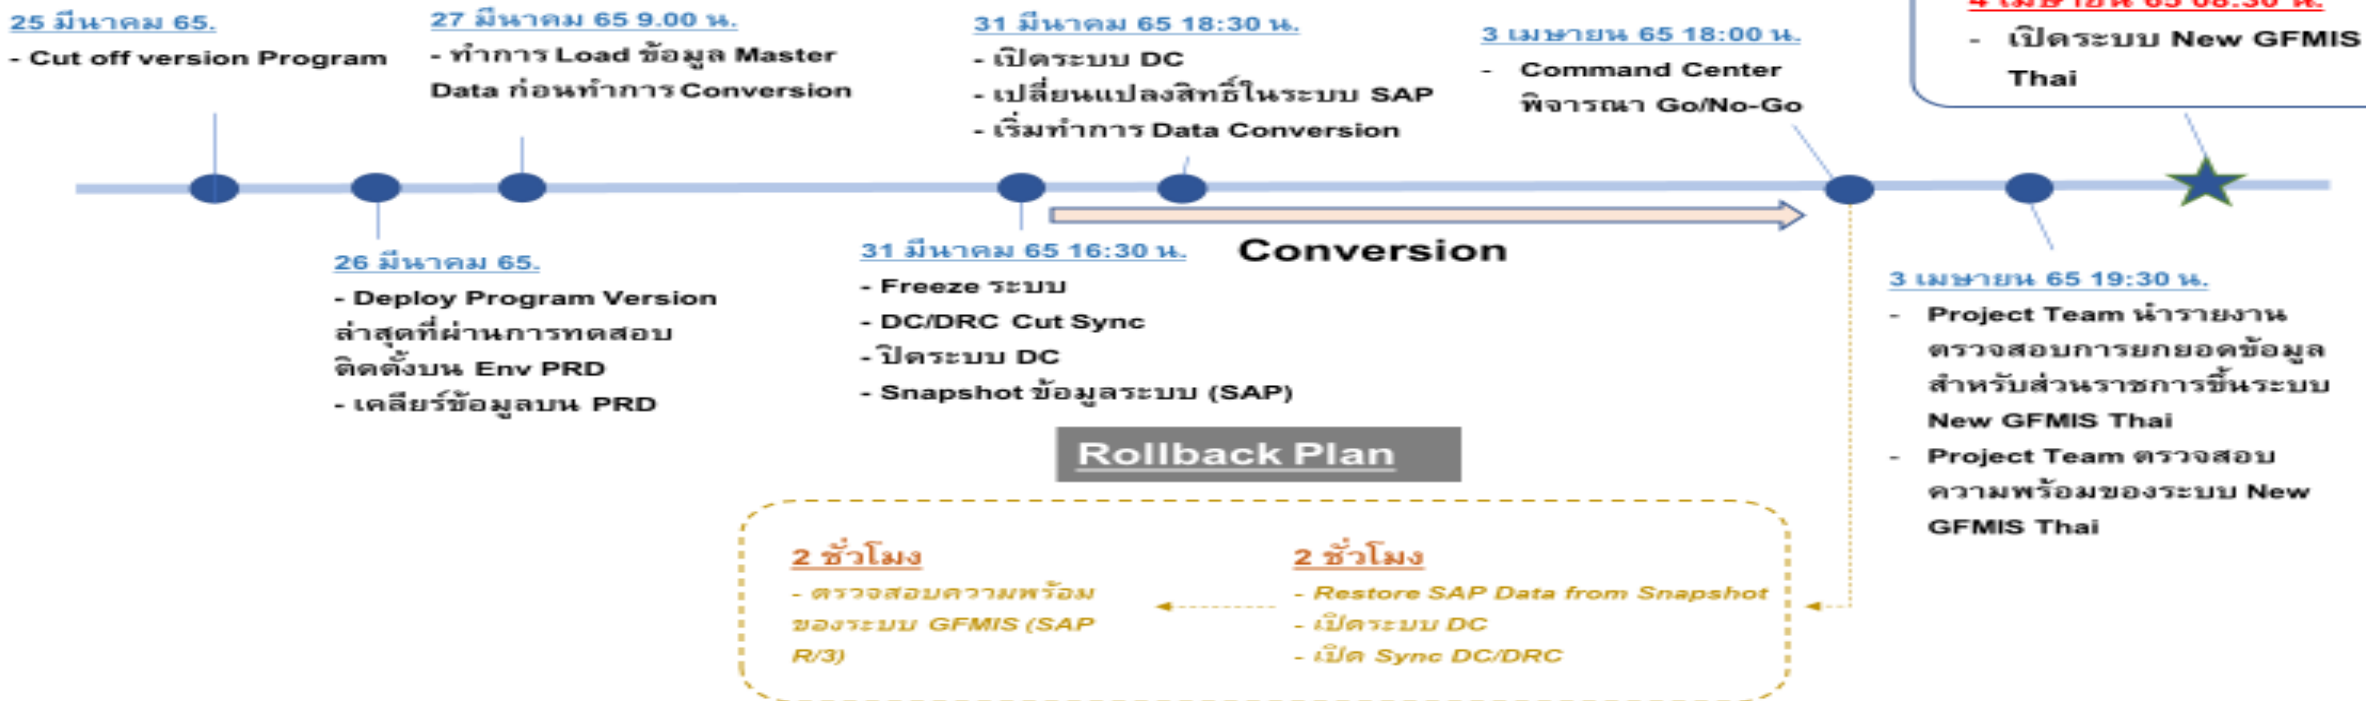 25 มีนาคม 65.
- Cut off version Program
27 มีนาคม 65 9.00 น.
- ทำการ Load ข้อมูล Master
Data ก่อนทำการ Conversion
31 มีนาคม 65 18:30 น.
- เปิดระบบ DC
- เปลี่ยนแปลงสิทธิ์ในระบบ SAP
- เริ่มทำการ Data Conversion
3 เมษายน 65 18:00 น.
- Command Center
พิจารณา Go/No-Go
4 เมษายน 65 08.30 น.
- เปิดระบบ New GFMIS
Thai
26 มีนาคม 65.
- Deploy Program Version
ล่าสุดที่ผ่านการทดสอบ
ติดตั้งบน Env PRD
- เคลียร์ข้อมูลบน PRD
31 มีนาคม 65 16:30 น.
- Freeze ระบบ
- DC/DRC Cut Sync
- ปิดระบบ DC
- Snapshot ข้อมูลระบบ (SAP)
Conversion
3 เมษายน 65 19:30 น.
- Project Team นำรายงาน
ตรวจสอบการยกยอดข้อมูล
สำหรับส่วนราชการขึ้นระบบ
New GFMIS Thai
- Project Team ตรวจสอบ
ความพร้อมของระบบ New
GFMIS Thai
Rollback Plan
2 ชั่วโมง
- ตรวจสอบความพร้อม
ของระบบ GFMIS (SAP
R/3)
2 ชั่วโมง
- Restore SAP Data from Snapshot
- เปิดระบบ DC
- เปิด Sync DC/DRC